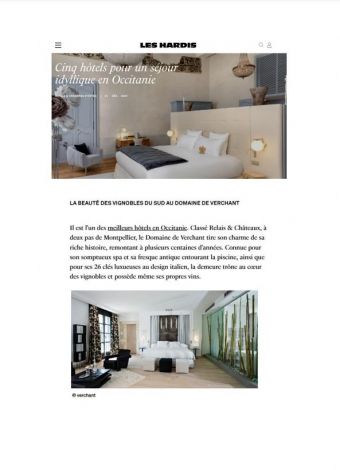 LES HARDIS
Cinq hôtels pour un séjour
idyllique en Occitanie
LA BEAUTÉ DES VIGNOBLES DU SUD AU DOMAINE DE VERCHANT
Il est l'un des meilleurs hôtels en Occitanie. Classé Relais & Châteaux, à
deux pas de Montpellier, le Domaine de Verchant tire son charme de sa
riche histoire, remontant à plusieurs centaines d'années. Connue pour
son somptueux spa et sa fresque antique entourant la piscine, ainsi que
pour ses 26 clés luxueuses au design italien, la demeure trône au cœur
des vignobles et possède même ses propres vins.
© verchant